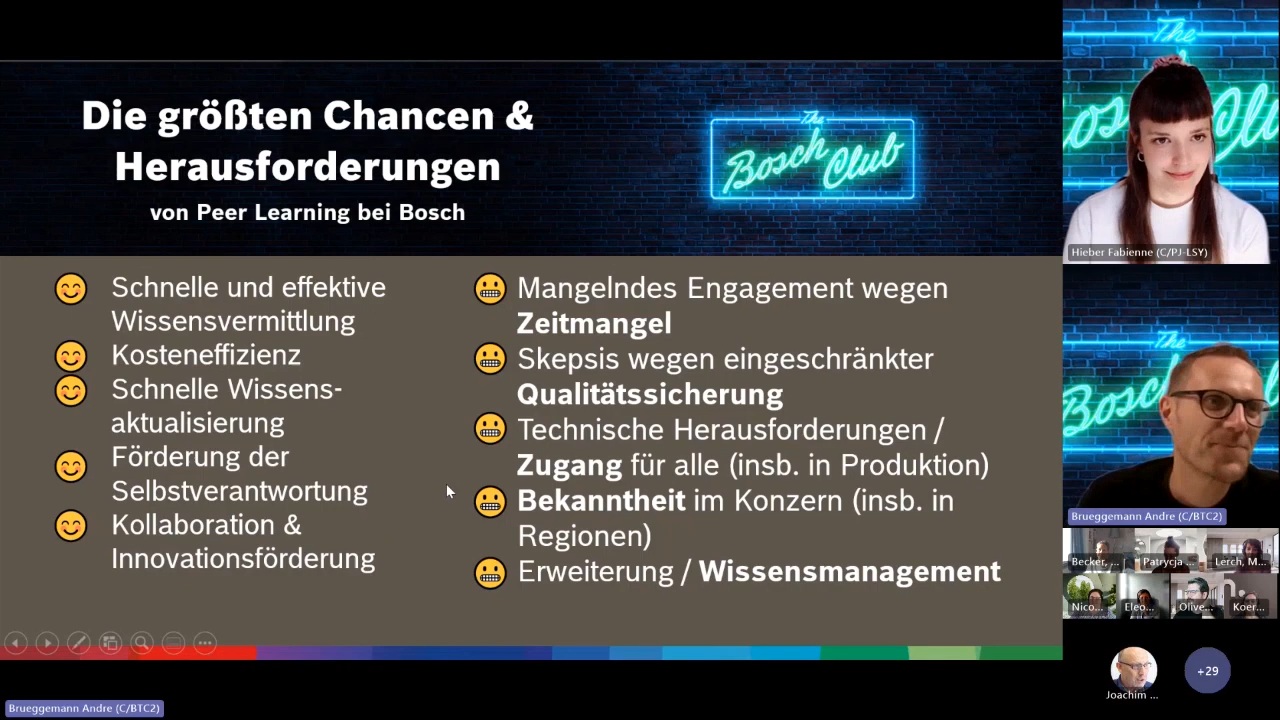 Die größten Chancen &
Herausforderungen
von Peer Learning bei Bosch
The
Bosch Club
Schnelle und effektive
Wissensvermittlung
Kosteneffizienz
Schnelle Wissens-
aktualisierung
Förderung der
Selbstverantwortung
Kollaboration &
Innovationsförderung
Mangelndes Engagement wegen
Zeitmangel
Skepsis wegen eingeschränkter
Qualitätssicherung
Technische Herausforderungen /
Zugang für alle (insb. in Produktion)
Bekanntheit im Konzern (insb. in
Regionen)
Erweiterung / Wissensmanagement
The
Hieber Fabienne (C/PJ-LSY)
The
Bosch
Brueggemann Andre (C/BTC2)
Becker, ...
Patrycja ...
Lerch, M...
Nico...
Eleo...
Olive...
Koer...
Joachim ...
+29
Brueggemann Andre (C/BTC2)